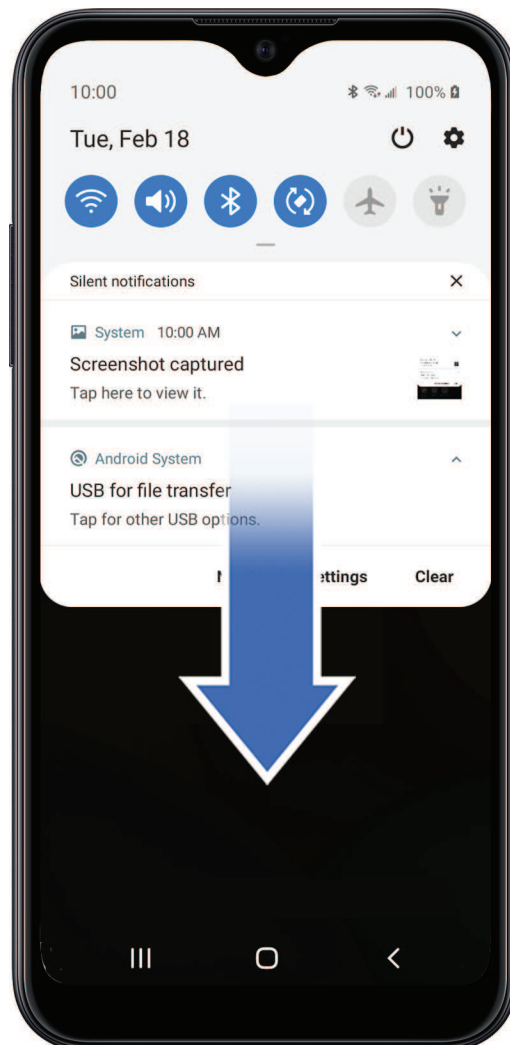 10:00 100%
Tue, Feb 18
Silent notifications
System 10:00 AM
Screenshot captured
Tap here to view it.
Android System
USB for file transfer
Tap for other USB options.
Clear